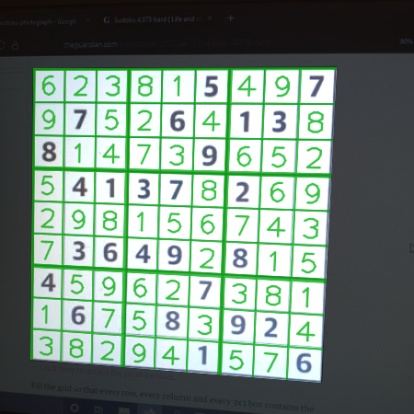 Sudoku 4,073 hard | Life and
theguardian.com
6 2 3 8 1 5 4 9 7
9 7 5 2 6 4 1 3 8
8 1 4 7 3 9 6 5 2
5 4 1 3 7 8 2 6 9
2 9 8 1 5 6 7 4 3
7 3 6 4 9 2 8 1 5
4 5 9 6 2 7 3 8 1
1 6 7 5 8 3 9 2 4
3 8 2 9 4 1 5 7 6
Fill the grid so that every row, every column and every 3x3 box contains the